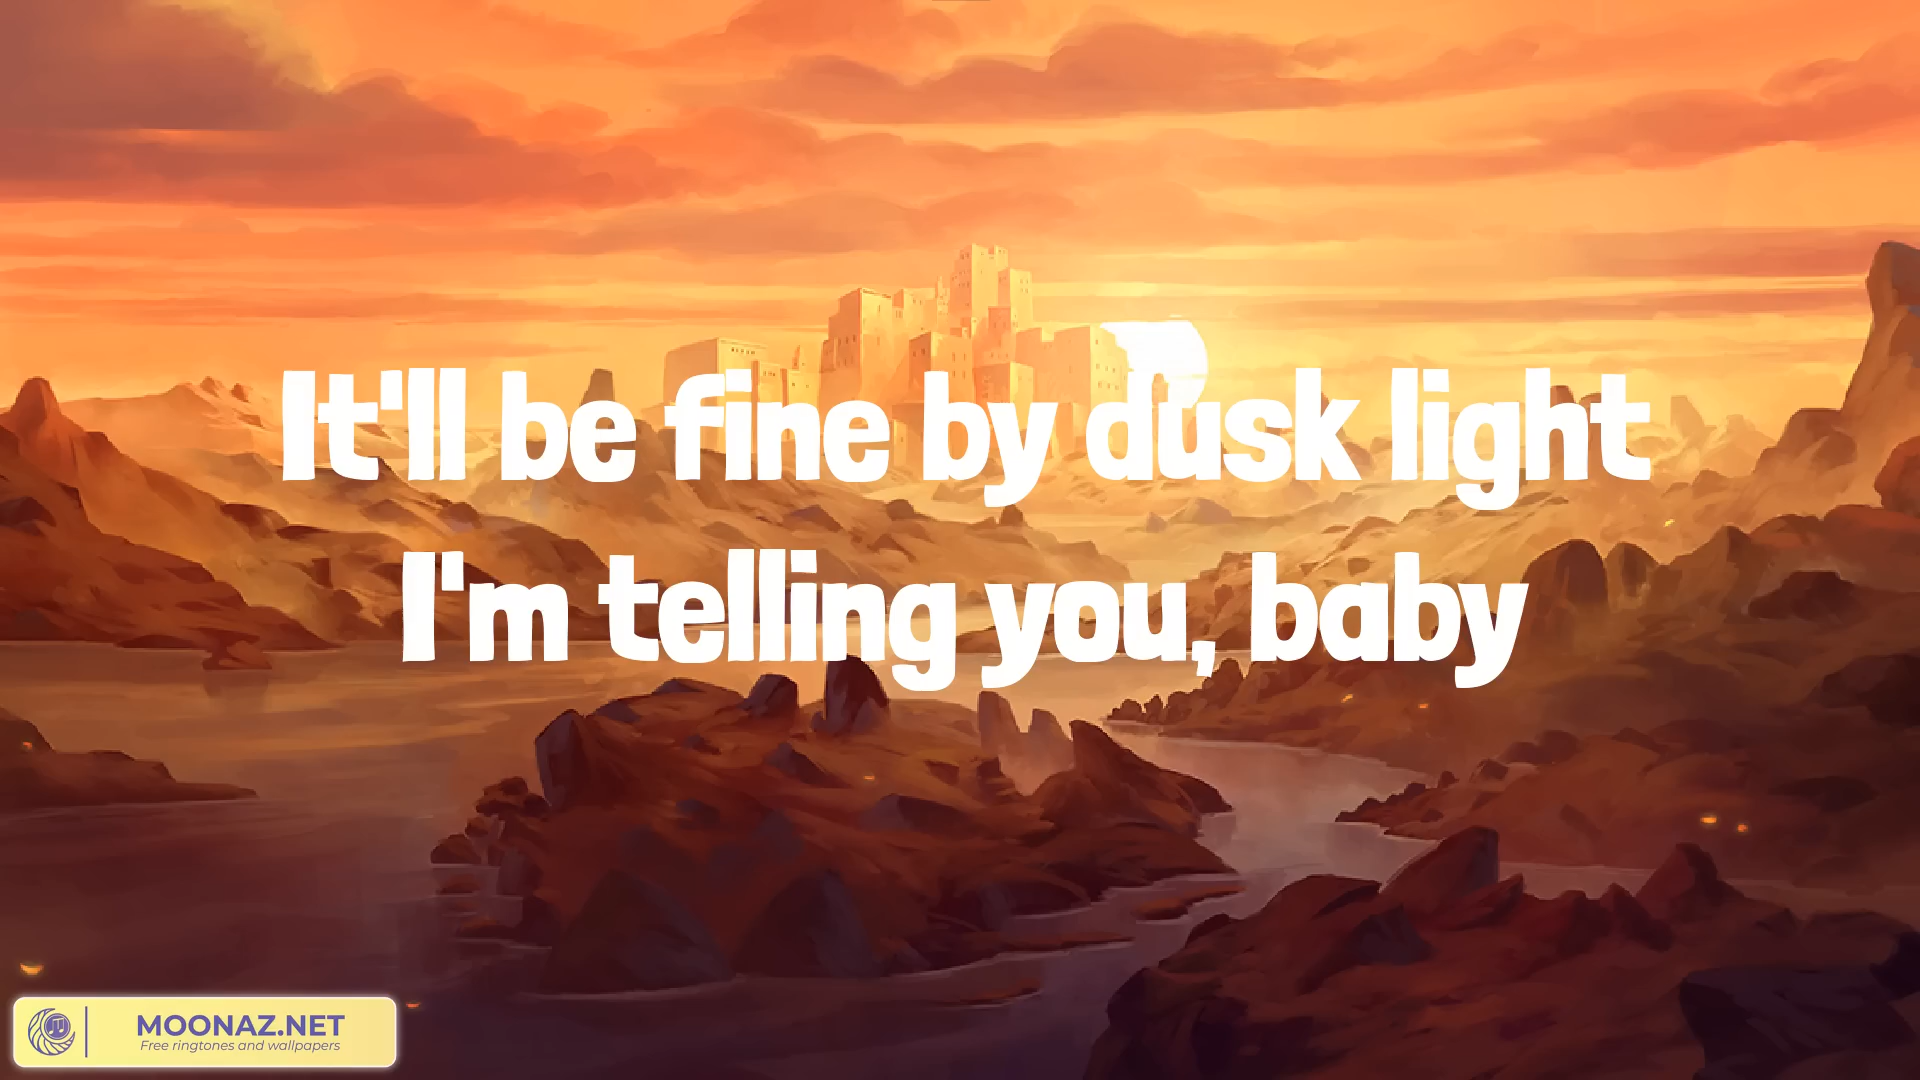 It'll be fine by dusk light
I'm telling you, baby
MOONAZ.NET
Free ringtones and wallpapers